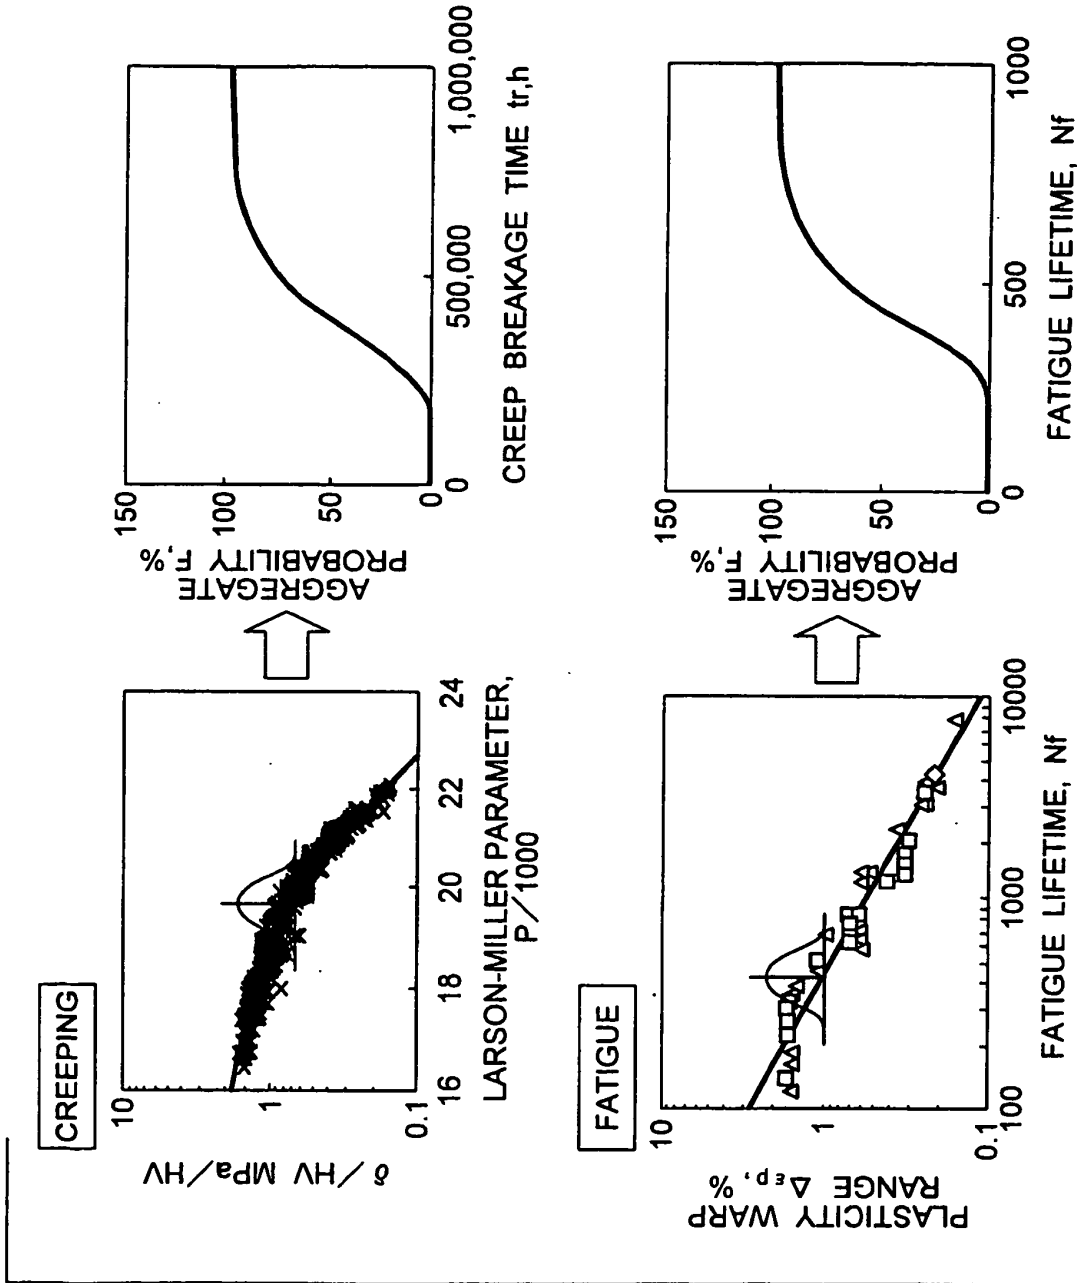 CREEPING
δ/HV MPa/HV
10
1
0.1
16
18
20
22
24
LARSON-MILLER PARAMETER,
P/1000
AGGREGATE
PROBABILITY F,%
150
100
50
0
0
500,000
1,000,000
CREEP BREAKAGE TIME tr,h
FATIGUE
PLASTICITY WARP
RANGE Δεp, %
10
1
0.1
100
1000
10000
FATIGUE LIFETIME, Nf
AGGREGATE
PROBABILITY F,%
150
100
50
0
0
500
1000
FATIGUE LIFETIME, Nf